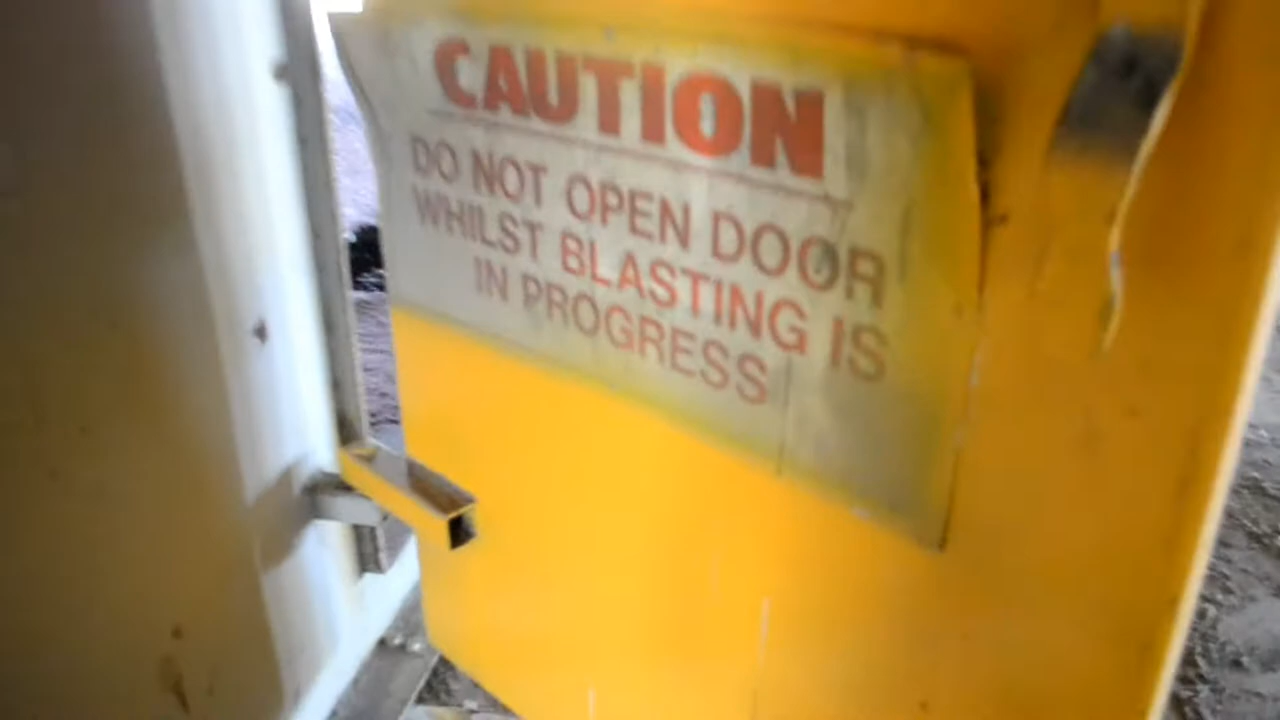 CAUTION
DO NOT OPEN DOOR
WHILST BLASTING IS
IN PROGRESS